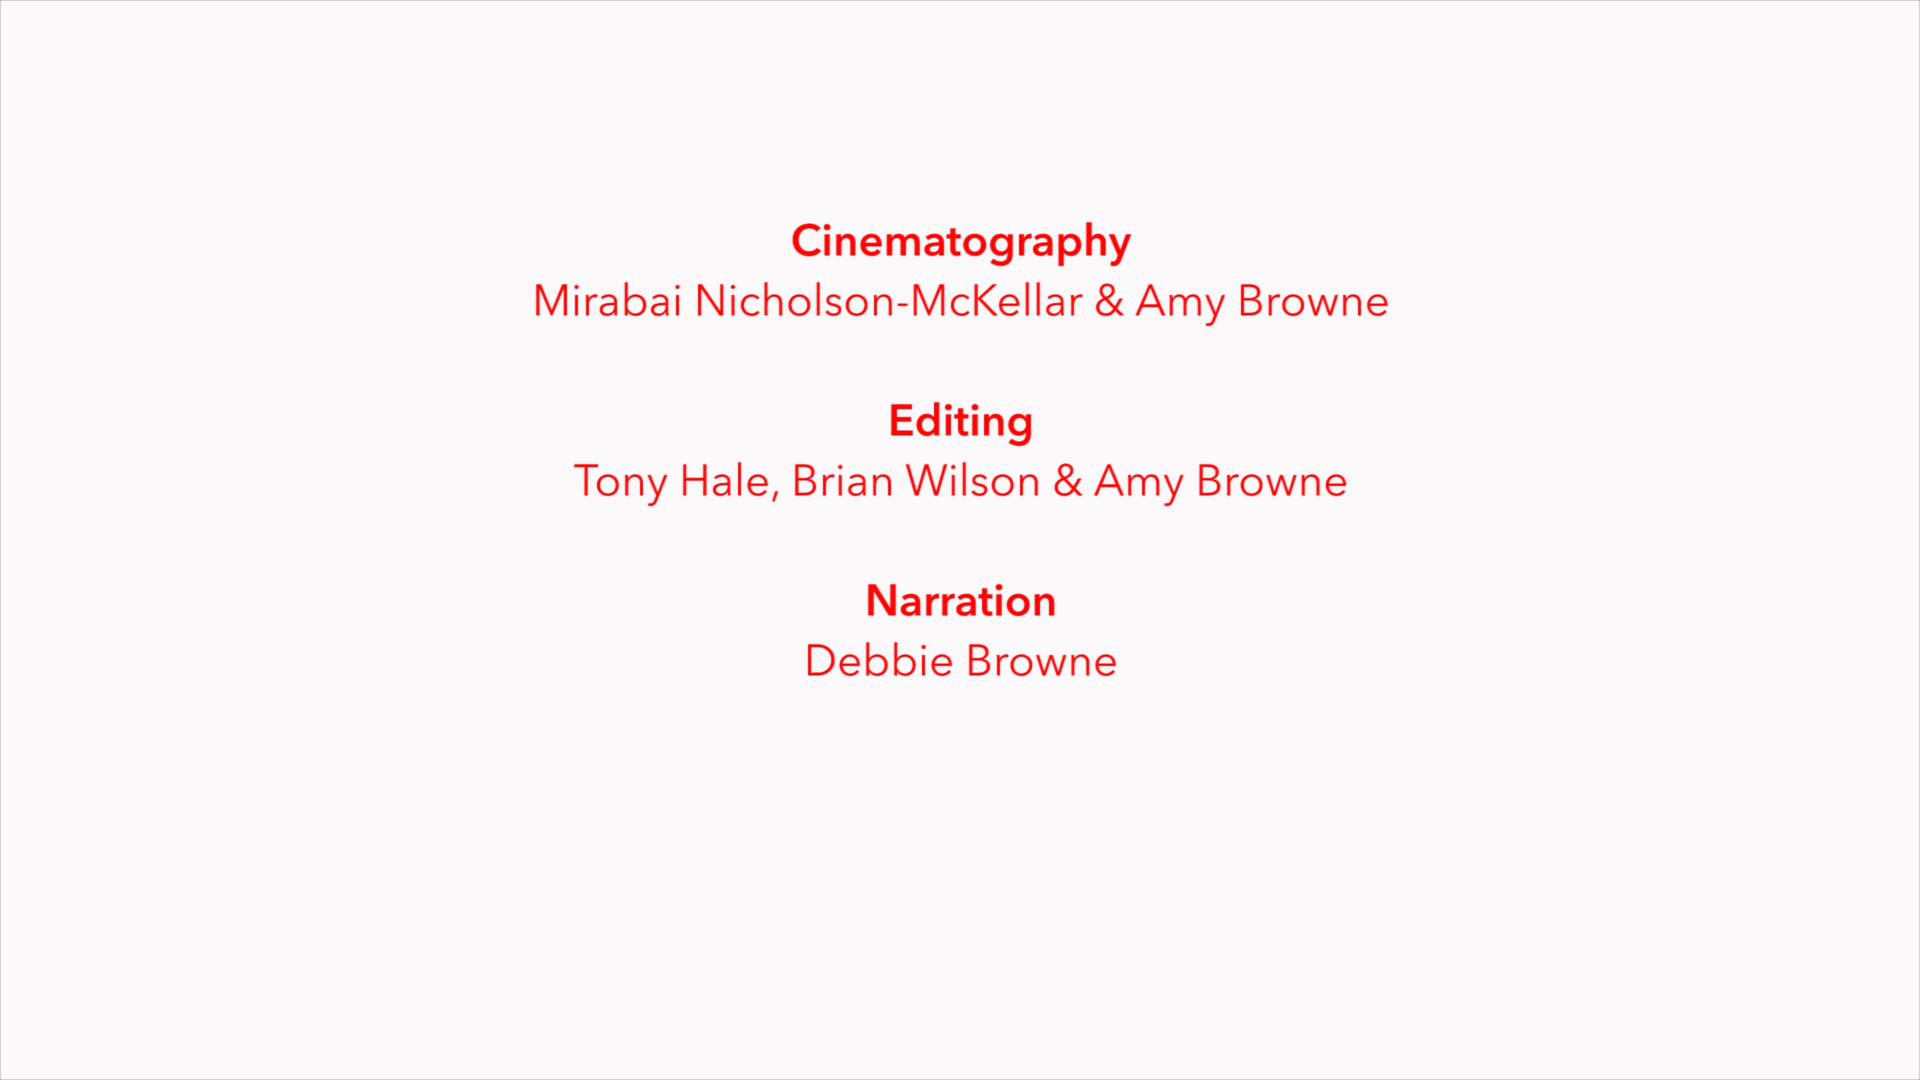 Cinematography
Mirabai Nicholson-McKellar & Amy Browne
Editing
Tony Hale, Brian Wilson & Amy Browne
Narration
Debbie Browne